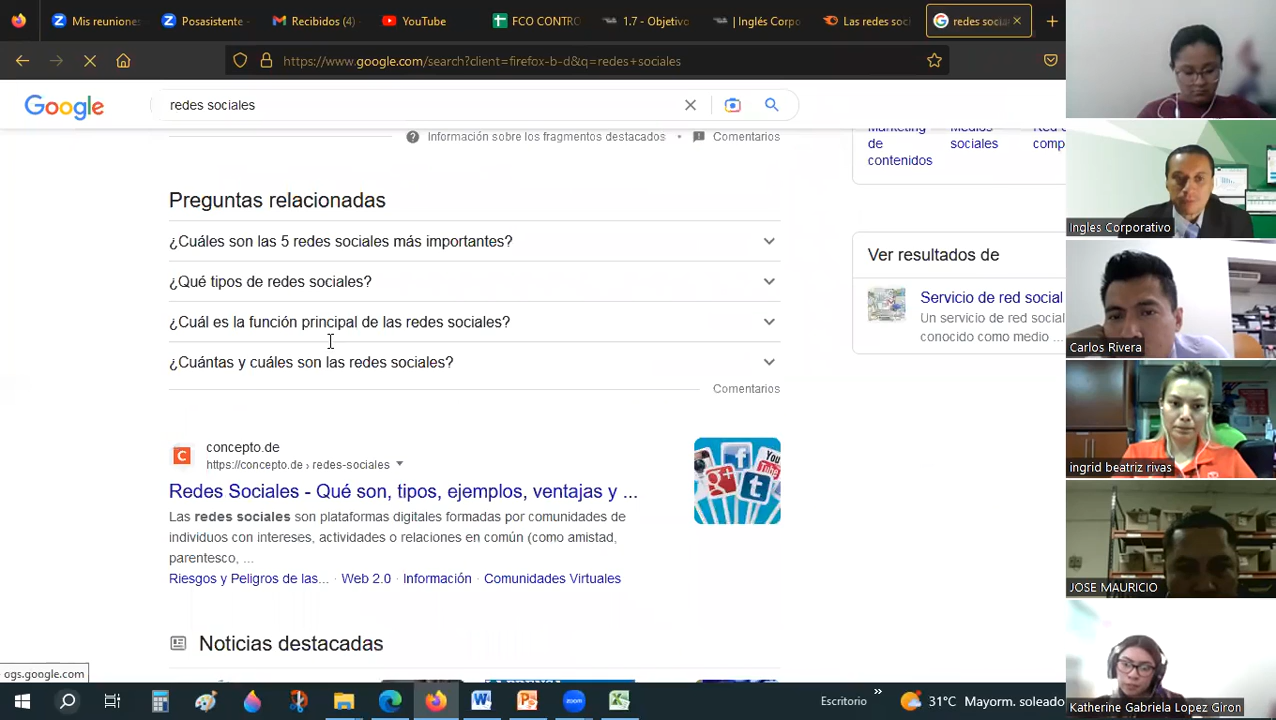 Mis reuniones
Posasistente
Recibidos (4)
YouTube
FCO CONTRO
1.7 - Objetivo
| Inglés Corpo
Las redes soc
redes socia
https://www.google.com/search?client=firefox-b-d&q=redes+sociales
Google
redes sociales
Información sobre los fragmentos destacados
Comentarios
Marketing
de
contenidos
Medios
sociales
Red
comp
Preguntas relacionadas
¿Cuáles son las 5 redes sociales más importantes?
¿Qué tipos de redes sociales?
¿Cuál es la función principal de las redes sociales?
¿Cuántas y cuáles son las redes sociales?
Comentarios
Ver resultados de
Servicio de red social
Un servicio de red social
conocido como medio ...
concepto.de
https://concepto.de › redes-sociales
Redes Sociales - Qué son, tipos, ejemplos, ventajas y ...
Las redes sociales son plataformas digitales formadas por comunidades de
individuos con intereses, actividades o relaciones en común (como amistad,
parentesco, ...
Riesgos y Peligros de las... · Web 2.0 · Información · Comunidades Virtuales
Noticias destacadas
ogs.google.com
Escritorio
»
31°C Mayorm. soleado
Ingles Corporativo
Carlos Rivera
ingrid beatriz rivas
JOSE MAURICIO
Katherine Gabriela Lopez Giron